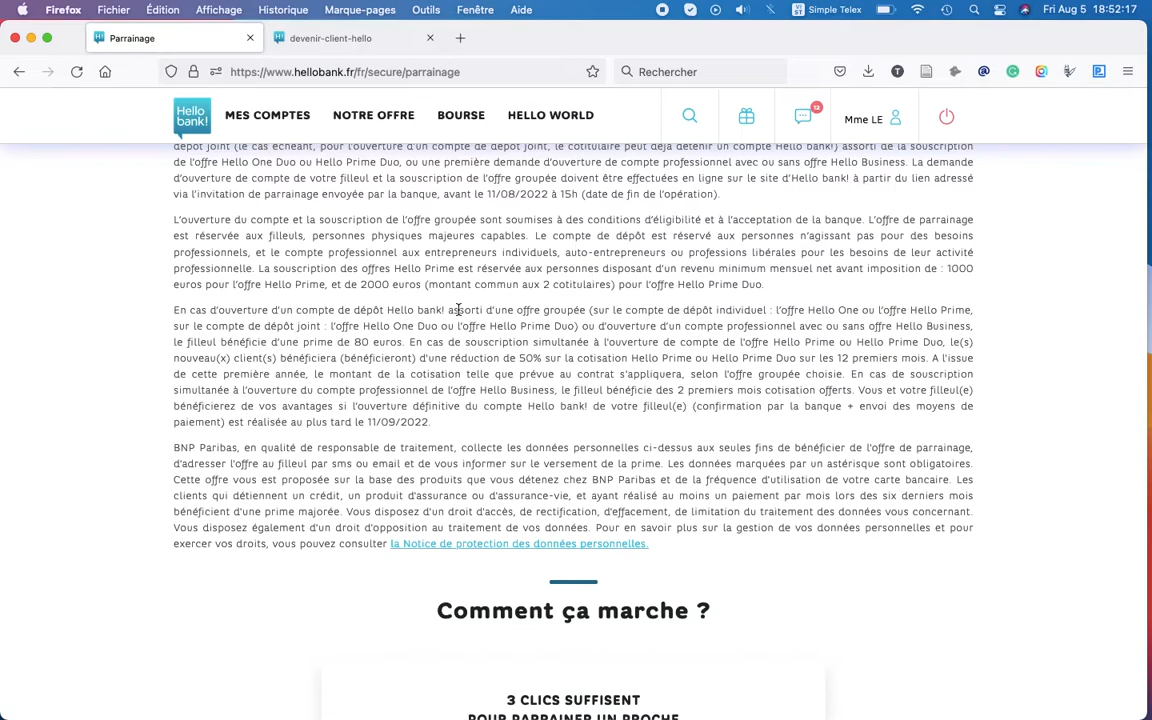 Firefox Fichier Édition Affichage Historique Marque-pages Outils Fenêtre Aide VI ST Simple Telex Fri Aug 5 18:52:17
Parrainage devenir-client-hello
https://www.hellobank.fr/fr/secure/parrainage Rechercher
Hello bank! MES COMPTES NOTRE OFFRE BOURSE HELLO WORLD 12 Mme LE
dépôt joint (le cas échéant, pour l'ouverture d'un compte de dépôt joint, le cotitulaire peut déjà détenir un compte Hello bank!) assorti de la souscription
de l'offre Hello One Duo ou Hello Prime Duo, ou une première demande d'ouverture de compte professionnel avec ou sans offre Hello Business. La demande
d'ouverture de compte de votre filleul et la souscription de l'offre groupée doivent être effectuées en ligne sur le site d'Hello bank! à partir du lien adressé
via l'invitation de parrainage envoyée par la banque, avant le 11/08/2022 à 15h (date de fin de l'opération).
L'ouverture du compte et la souscription de l'offre groupée sont soumises à des conditions d'éligibilité et à l'acceptation de la banque. L'offre de parrainage
est réservée aux filleuls, personnes physiques majeures capables. Le compte de dépôt est réservé aux personnes n'agissant pas pour des besoins
professionnels, et le compte professionnel aux entrepreneurs individuels, auto-entrepreneurs ou professions libérales pour les besoins de leur activité
professionnelle. La souscription des offres Hello Prime est réservée aux personnes disposant d'un revenu minimum mensuel net avant imposition de : 1000
euros pour l'offre Hello Prime, et de 2000 euros (montant commun aux 2 cotitulaires) pour l'offre Hello Prime Duo.
En cas d'ouverture d'un compte de dépôt Hello bank! assorti d'une offre groupée (sur le compte de dépôt individuel : l'offre Hello One ou l'offre Hello Prime,
sur le compte de dépôt joint : l'offre Hello One Duo ou l'offre Hello Prime Duo) ou d'ouverture d'un compte professionnel avec ou sans offre Hello Business,
le filleul bénéficie d'une prime de 80 euros. En cas de souscription simultanée à l'ouverture de compte de l'offre Hello Prime ou Hello Prime Duo, le(s)
nouveau(x) client(s) bénéficiera (bénéficieront) d'une réduction de 50% sur la cotisation Hello Prime ou Hello Prime Duo sur les 12 premiers mois. A l'issue
de cette première année, le montant de la cotisation telle que prévue au contrat s'appliquera, selon l'offre groupée choisie. En cas de souscription
simultanée à l'ouverture du compte professionnel de l'offre Hello Business, le filleul bénéficie des 2 premiers mois cotisation offerts. Vous et votre filleul(e)
bénéficierez de vos avantages si l'ouverture définitive du compte Hello bank! de votre filleul(e) (confirmation par la banque + envoi des moyens de
paiement) est réalisée au plus tard le 11/09/2022.
BNP Paribas, en qualité de responsable de traitement, collecte les données personnelles ci-dessus aux seules fins de bénéficier de l'offre de parrainage,
d'adresser l'offre au filleul par sms ou email et de vous informer sur le versement de la prime. Les données marquées par un astérisque sont obligatoires.
Cette offre vous est proposée sur la base des produits que vous détenez chez BNP Paribas et de la fréquence d'utilisation de votre carte bancaire. Les
clients qui détiennent un crédit, un produit d'assurance ou d'assurance-vie, et ayant réalisé au moins un paiement par mois lors des six derniers mois
bénéficient d'une prime majorée. Vous disposez d'un droit d'accès, de rectification, d'effacement, de limitation du traitement des données vous concernant.
Vous disposez également d'un droit d'opposition au traitement de vos données. Pour en savoir plus sur la gestion de vos données personnelles et pour
exercer vos droits, vous pouvez consulter la Notice de protection des données personnelles.
Comment ça marche ?
3 CLICS SUFFISENT
POUR PARRAINER UN PROCHE